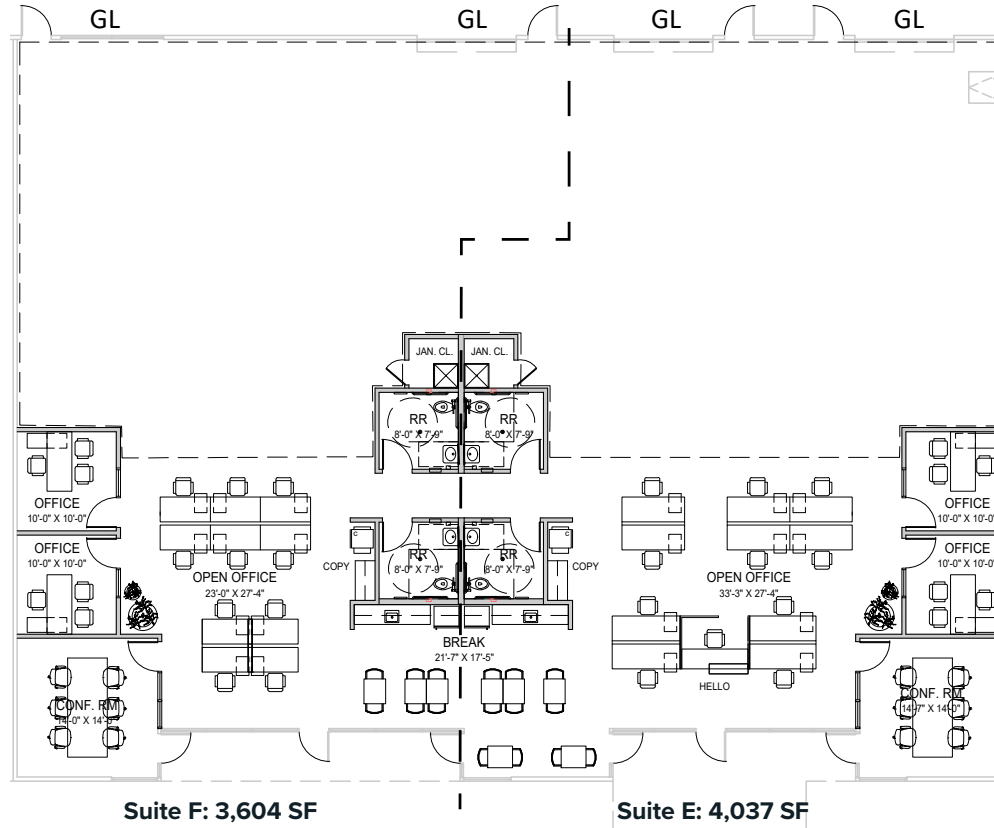 GL GL GL GL
JAN. CL. JAN. CL.
RR RR
8'-0" X 7'-9" 8'-0" X 7'-9"
OFFICE OFFICE
10'-0" X 10'-0" 10'-0" X 10'-0"
C C
OFFICE OFFICE
10'-0" X 10'-0" 10'-0" X 10'-0"
RR RR
8'-0" X 7'-9" 8'-0" X 7'-9"
COPY COPY
OPEN OFFICE OPEN OFFICE
23'-0" X 27'-4" 33'-3" X 27'-4"
BREAK
21'-7" X 17'-5"
HELLO
CONF. RM CONF. RM
14'-0" X 14'-0" 14'-7" X 14'-0"
Suite F: 3,604 SF Suite E: 4,037 SF